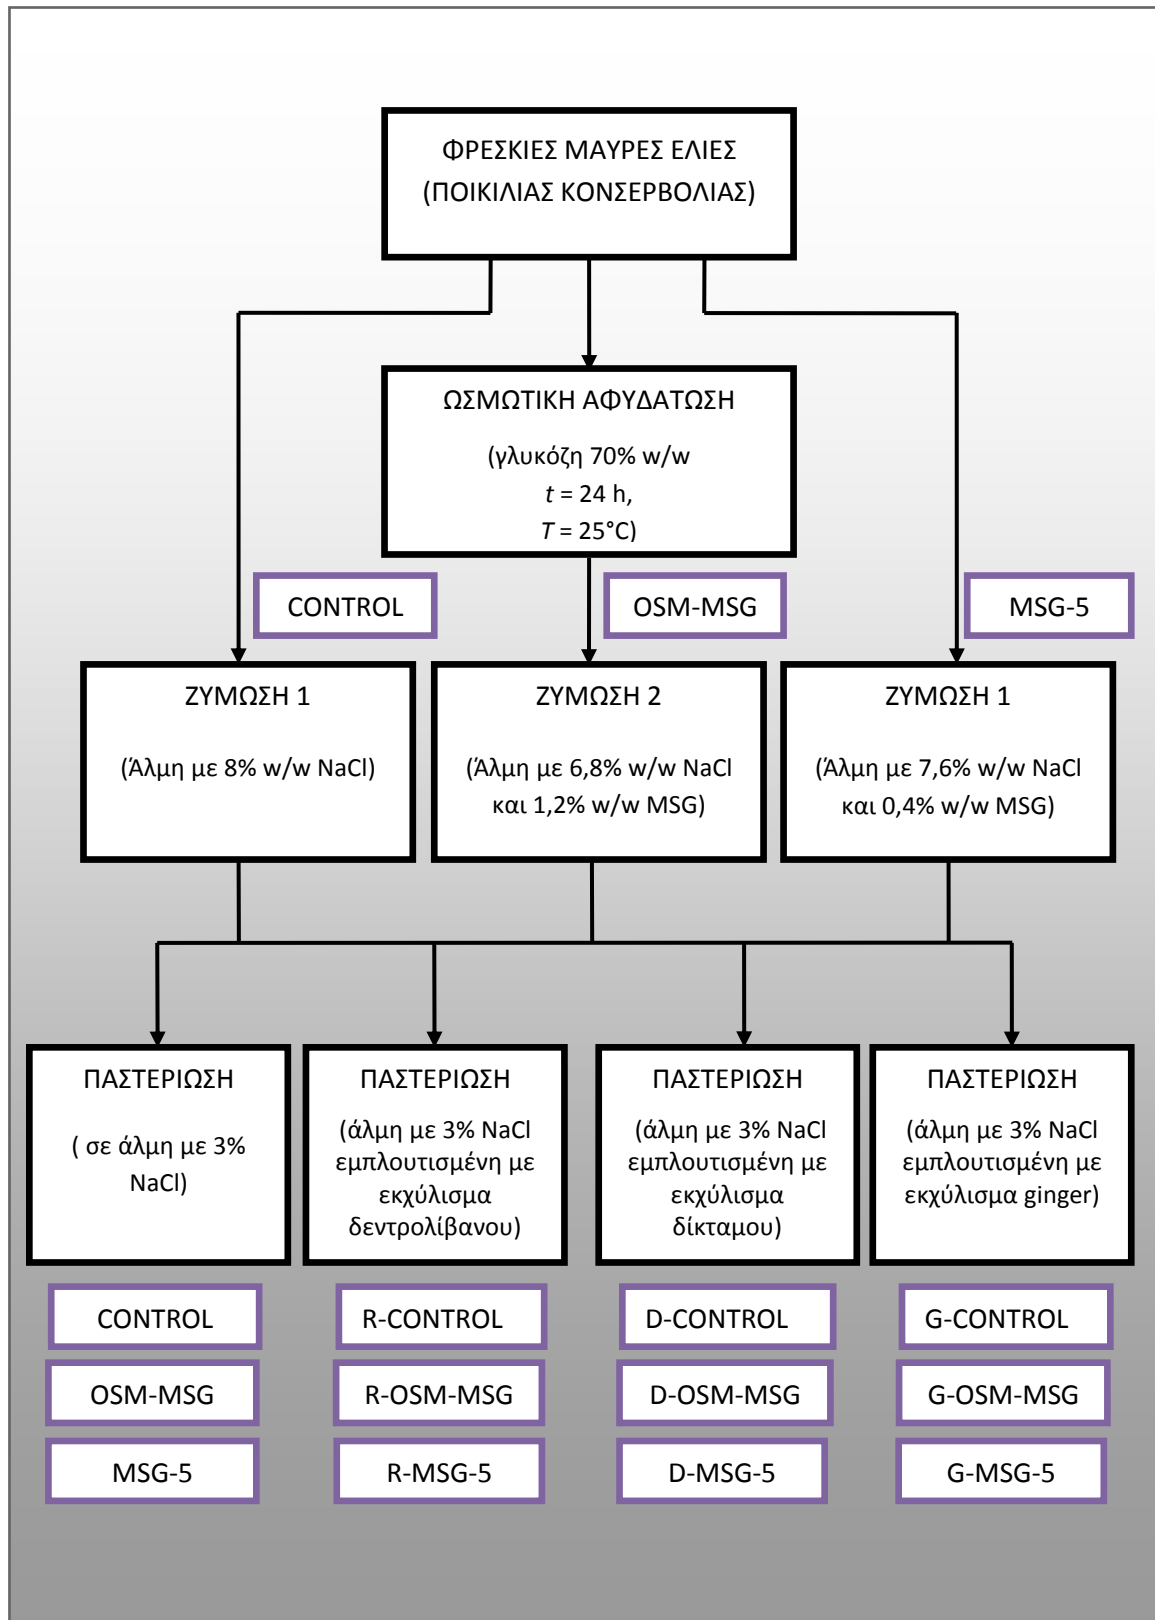 ΦΡΕΣΚΙΕΣ ΜΑΥΡΕΣ ΕΛΙΕΣ
(ΠΟΙΚΙΛΙΑΣ ΚΟΝΣΕΡΒΟΛΙΑΣ)
ΩΣΜΩΤΙΚΗ ΑΦΥΔΑΤΩΣΗ
(γλυκόζη 70% w/w
t = 24 h,
T = 25°C)
CONTROL
OSM-MSG
MSG-5
ΖΥΜΩΣΗ 1
(Άλμη με 8% w/w NaCl)
ΖΥΜΩΣΗ 2
(Άλμη με 6,8% w/w NaCl
και 1,2% w/w MSG)
ΖΥΜΩΣΗ 1
(Άλμη με 7,6% w/w NaCl
και 0,4% w/w MSG)
ΠΑΣΤΕΡΙΩΣΗ
( σε άλμη με 3%
NaCl)
ΠΑΣΤΕΡΙΩΣΗ
(άλμη με 3% NaCl
εμπλουτισμένη με
εκχύλισμα
δεντρολίβανου)
ΠΑΣΤΕΡΙΩΣΗ
(άλμη με 3% NaCl
εμπλουτισμένη με
εκχύλισμα
δίκταμου)
ΠΑΣΤΕΡΙΩΣΗ
(άλμη με 3% NaCl
εμπλουτισμένη με
εκχύλισμα ginger)
CONTROL
R-CONTROL
D-CONTROL
G-CONTROL
OSM-MSG
R-OSM-MSG
D-OSM-MSG
G-OSM-MSG
MSG-5
R-MSG-5
D-MSG-5
G-MSG-5